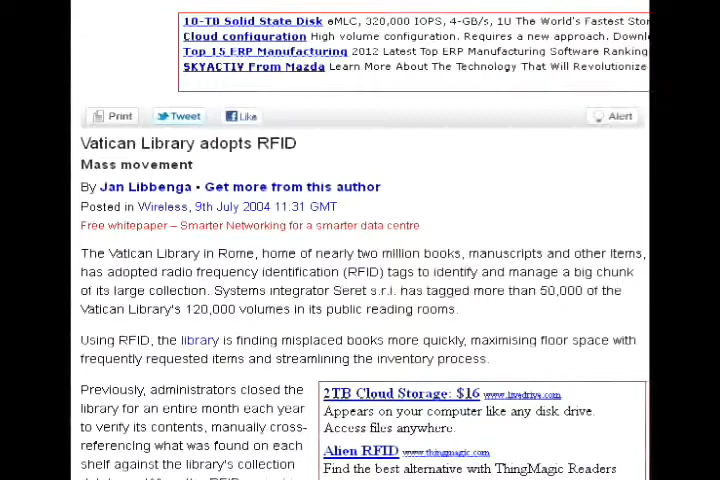 10-TB Solid State Disk eMLC, 320,000 IOPS, 4-GB/s, 1U The World's Fastest Stor
Cloud configuration High volume configuration. Requires a new approach. Downl
Top 15 ERP Manufacturing 2012 Latest Top ERP Manufacturing Software Ranking
SKYACTIV From Mazda Learn More About The Technology That Will Revolutionize
Print Tweet Like Alert
Vatican Library adopts RFID
Mass movement
By Jan Libbenga • Get more from this author
Posted in Wireless, 9th July 2004 11:31 GMT
Free whitepaper – Smarter Networking for a smarter data centre
The Vatican Library in Rome, home of nearly two million books, manuscripts and other items,
has adopted radio frequency identification (RFID) tags to identify and manage a big chunk
of its large collection. Systems integrator Seret s.r.l. has tagged more than 50,000 of the
Vatican Library's 120,000 volumes in its public reading rooms.
Using RFID, the library is finding misplaced books more quickly, maximising floor space with
frequently requested items and streamlining the inventory process.
Previously, administrators closed the
library for an entire month each year
to verify its contents, manually cross-
referencing what was found on each
shelf against the library's collection
2TB Cloud Storage: $16 www.livedrive.com
Appears on your computer like any disk drive.
Access files anywhere.
Alien RFID www.thingmagic.com
Find the best alternative with ThingMagic Readers